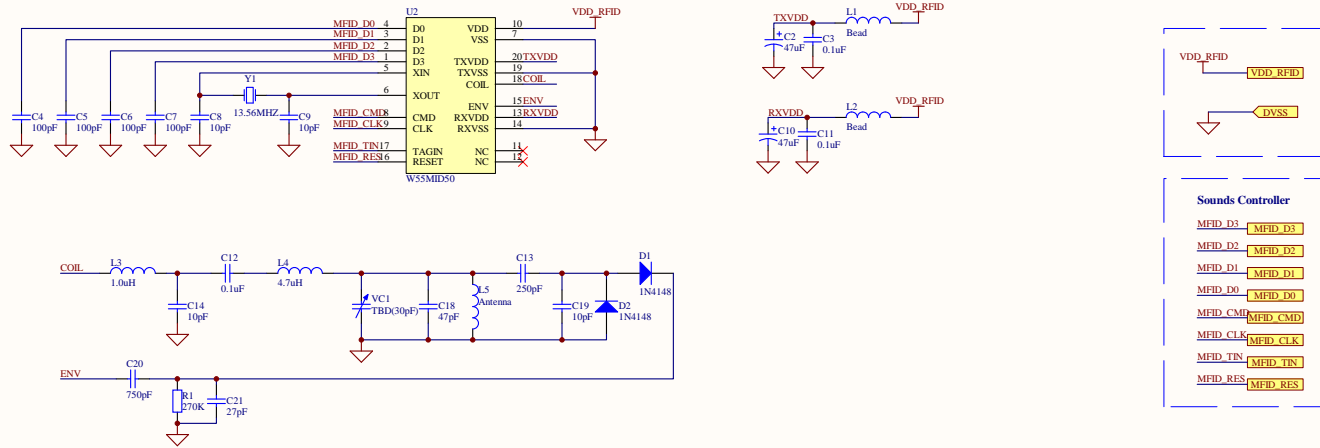 U2
VDD_RFID
MFID_D0 4 D0 VDD 10
MFID_D1 3 D1 VSS 7
MFID_D2 2 D2
MFID_D3 1 D3 TXVDD 20 TXVDD
5 XIN TXVSS 19
COIL 18 COIL
Y1
6 XOUT
13.56MHZ
ENV 15 ENV
MFID_CMD 8 CMD RXVDD 13 RXVDD
MFID_CLK 9 CLK RXVSS 14
MFID_TIN 17 TAGIN NC 11
MFID_RES 16 RESET NC 12
W55MID50
C4
100pF
C5
100pF
C6
100pF
C7
100pF
C8
10pF
C9
10pF
TXVDD
L1
Bead
VDD_RFID
+
C2
47uF
C3
0.1uF
RXVDD
L2
Bead
VDD_RFID
+
C10
47uF
C11
0.1uF
VDD_RFID
VDD_RFID
DVSS
Sounds Controller
MFID_D3 MFID_D3
MFID_D2 MFID_D2
MFID_D1 MFID_D1
MFID_D0 MFID_D0
MFID_CMD MFID_CMD
MFID_CLK MFID_CLK
MFID_TIN MFID_TIN
MFID_RES MFID_RES
COIL
L3
1.0uH
C12
0.1uF
L4
4.7uH
C13
250pF
D1
1N4148
C14
10pF
VC1
TBD(30pF)
C18
47pF
L5
Antenna
C19
10pF
D2
1N4148
ENV
C20
750pF
R1
270K
C21
27pF